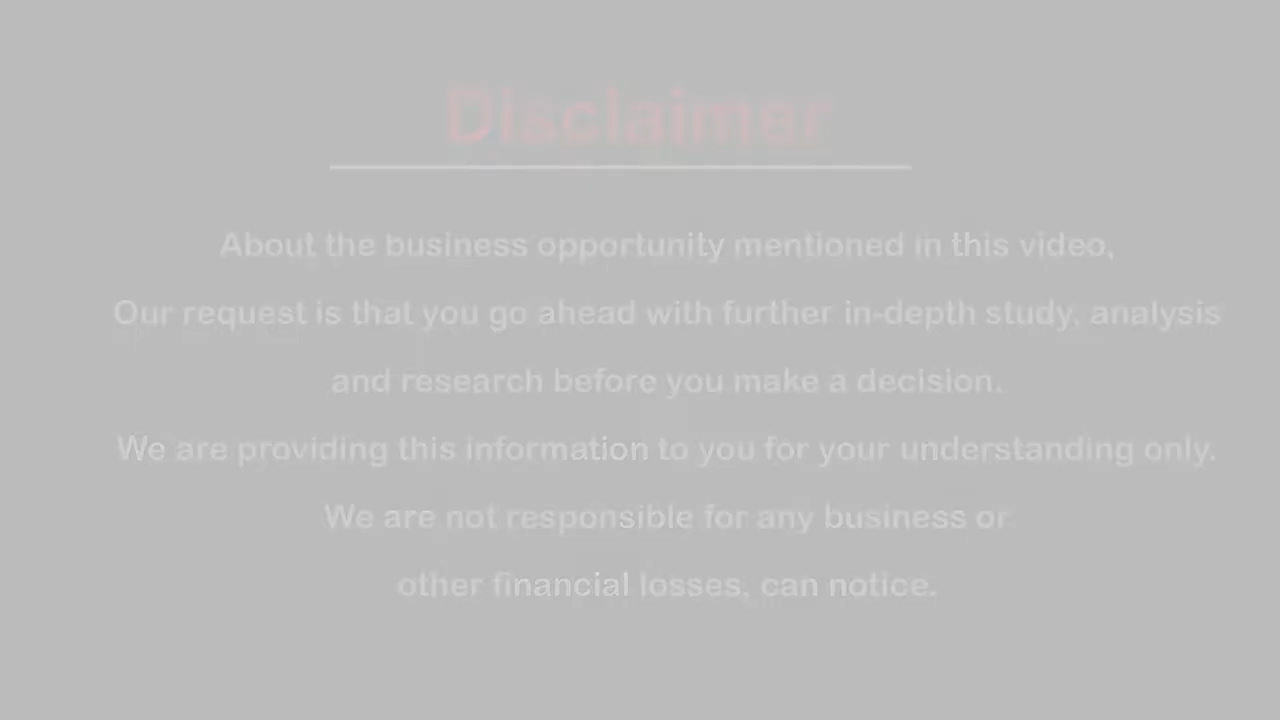 Disclaimer
About the business opportunity mentioned in this video,
Our request is that you go ahead with further in-depth study, analysis
and research before you make a decision.
We are providing this information to you for your understanding only.
We are not responsible for any business or
other financial losses, can notice.